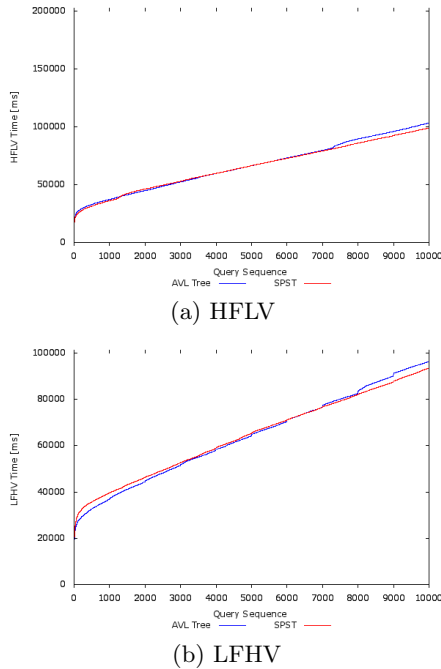 200000
150000
100000
50000
0
HFLV Time [ms]
0 1000 2000 3000 4000 5000 6000 7000 8000 9000 10000
Query Sequence
AVL Tree SPST
(a) HFLV
100000
80000
60000
40000
20000
0
LFHV Time [ms]
0 1000 2000 3000 4000 5000 6000 7000 8000 9000 10000
Query Sequence
AVL Tree SPST
(b) LFHV